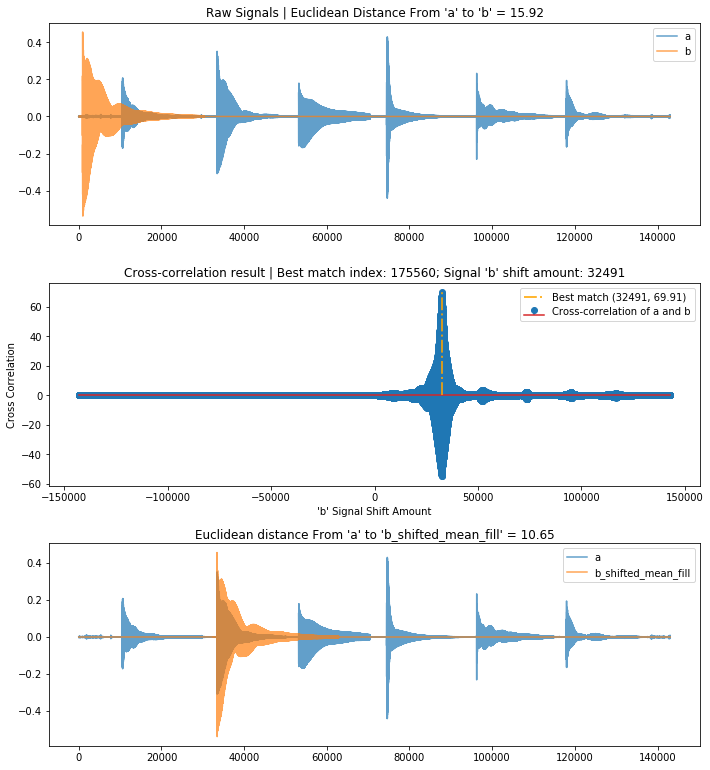 Raw Signals | Euclidean Distance From 'a' to 'b' = 15.92
0.4
0.2
0.0
−0.2
−0.4
a
b
0 20000 40000 60000 80000 100000 120000 140000
Cross-correlation result | Best match index: 175560; Signal 'b' shift amount: 32491
Cross Correlation
60
40
20
0
−20
−40
−60
Best match (32491, 69.91)
Cross-correlation of a and b
−150000 −100000 −50000 0 50000 100000 150000
'b' Signal Shift Amount
Euclidean distance From 'a' to 'b_shifted_mean_fill' = 10.65
0.4
0.2
0.0
−0.2
−0.4
a
b_shifted_mean_fill
0 20000 40000 60000 80000 100000 120000 140000